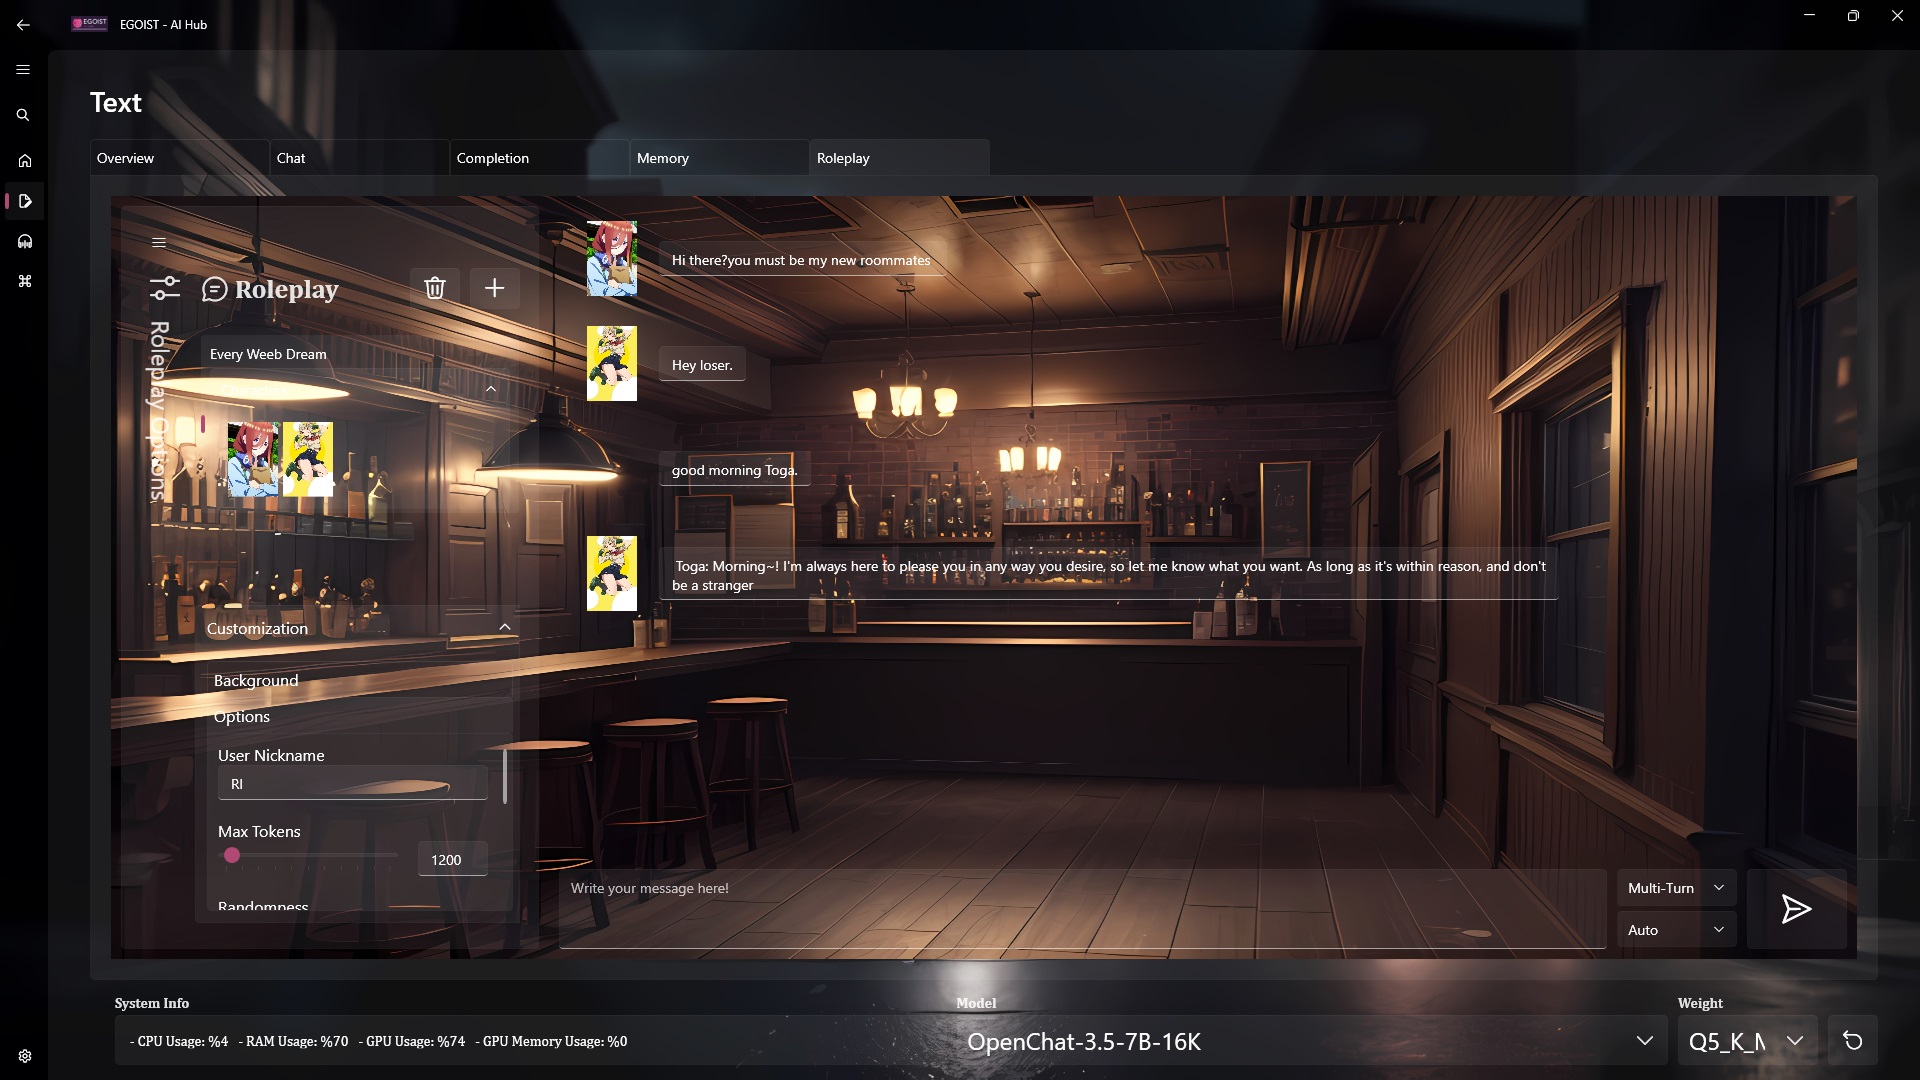 EGOIST
EGOIST - AI Hub
Text
Overview
Chat
Completion
Memory
Roleplay
Roleplay Options
Roleplay
Every Weeb Dream
Hi there?you must be my new roommates
Hey loser.
good morning Toga.
Toga: Morning~! I'm always here to please you in any way you desire, so let me know what you want. As long as it's within reason, and don't
be a stranger
Customization
Background
Options
User Nickname
RI
Max Tokens
1200
Randomness
Write your message here!
Multi-Turn
Auto
System Info
- CPU Usage: %4 - RAM Usage: %70 - GPU Usage: %74 - GPU Memory Usage: %0
Model
OpenChat-3.5-7B-16K
Weight
Q5_K_M